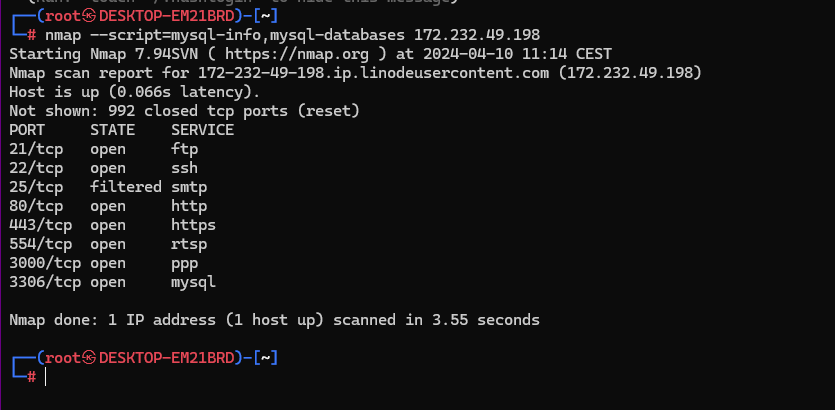 ┌──(root㉿DESKTOP-EM21BRD)-[~]
└─# nmap --script=mysql-info,mysql-databases 172.232.49.198
Starting Nmap 7.94SVN ( https://nmap.org ) at 2024-04-10 11:14 CEST
Nmap scan report for 172-232-49-198.ip.linodeusercontent.com (172.232.49.198)
Host is up (0.066s latency).
Not shown: 992 closed tcp ports (reset)
PORT     STATE    SERVICE
21/tcp   open     ftp
22/tcp   open     ssh
25/tcp   filtered smtp
80/tcp   open     http
443/tcp  open     https
554/tcp  open     rtsp
3000/tcp open     ppp
3306/tcp open     mysql
Nmap done: 1 IP address (1 host up) scanned in 3.55 seconds
┌──(root㉿DESKTOP-EM21BRD)-[~]
└─#